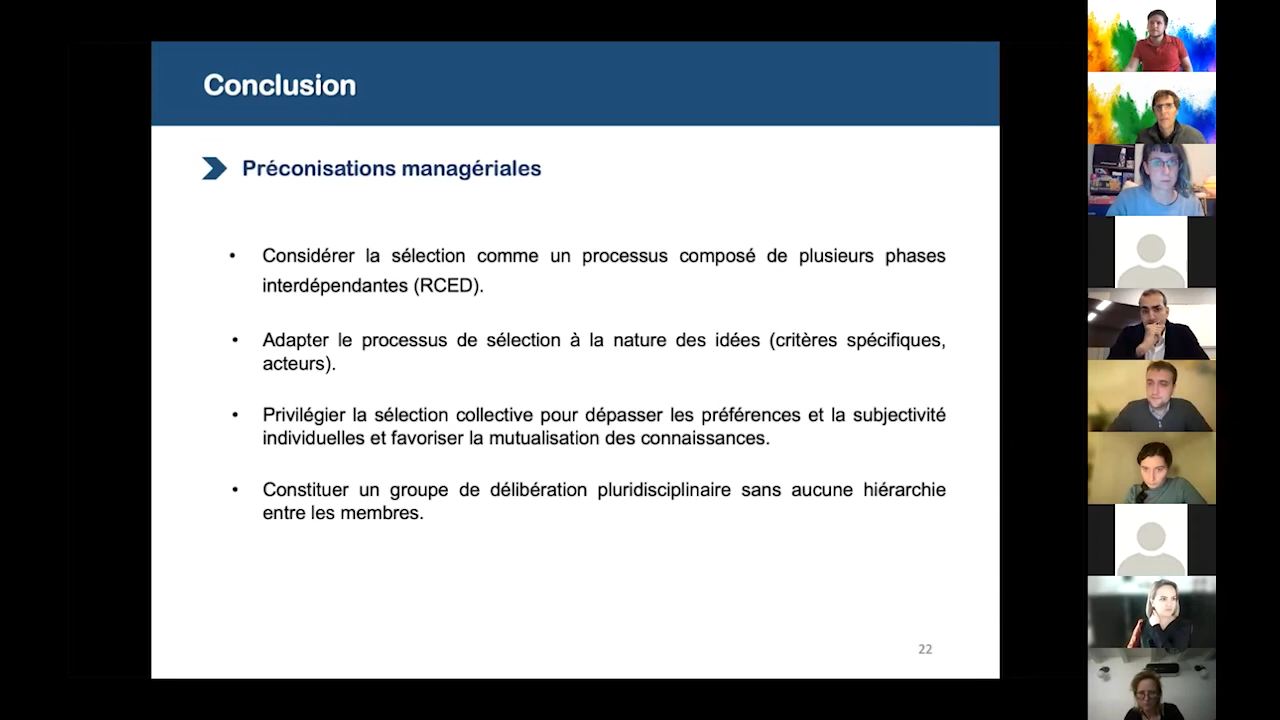 Conclusion
Préconisations managériales
• Considérer la sélection comme un processus composé de plusieurs phases
interdépendantes (RCED).
• Adapter le processus de sélection à la nature des idées (critères spécifiques,
acteurs).
• Privilégier la sélection collective pour dépasser les préférences et la subjectivité
individuelles et favoriser la mutualisation des connaissances.
• Constituer un groupe de délibération pluridisciplinaire sans aucune hiérarchie
entre les membres.
22